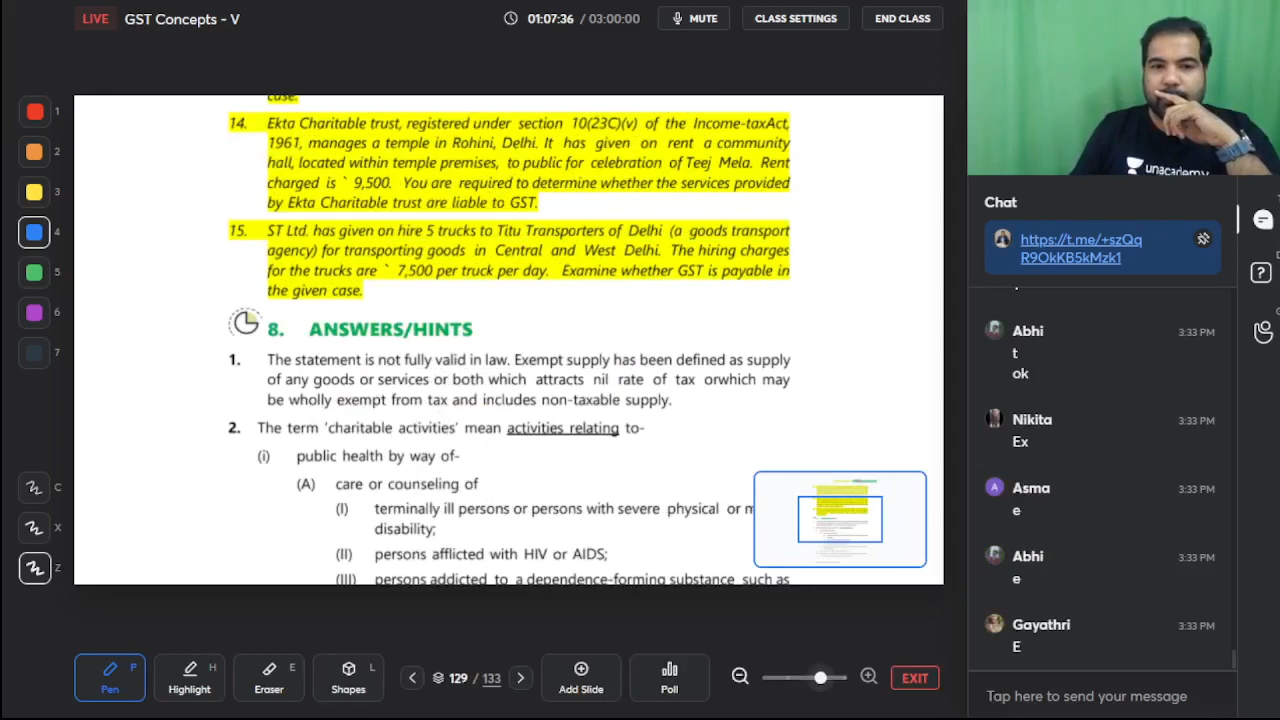 LIVE GST Concepts - V 01:07:36 / 03:00:00 MUTE CLASS SETTINGS END CLASS
1
2
3
4
5
6
7
C
X
Z
case.
14. Ekta Charitable trust, registered under section 10(23C)(v) of the Income-taxAct,
1961, manages a temple in Rohini, Delhi. It has given on rent a community
hall, located within temple premises, to public for celebration of Teej Mela. Rent
charged is ` 9,500. You are required to determine whether the services provided
by Ekta Charitable trust are liable to GST.
15. ST Ltd. has given on hire 5 trucks to Titu Transporters of Delhi (a goods transport
agency) for transporting goods in Central and West Delhi. The hiring charges
for the trucks are ` 7,500 per truck per day. Examine whether GST is payable in
the given case.
8. ANSWERS/HINTS
1. The statement is not fully valid in law. Exempt supply has been defined as supply
of any goods or services or both which attracts nil rate of tax orwhich may
be wholly exempt from tax and includes non-taxable supply.
2. The term 'charitable activities' mean activities relating to-
(i) public health by way of-
(A) care or counseling of
(I) terminally ill persons or persons with severe physical or m
disability;
(II) persons afflicted with HIV or AIDS;
(III) persons addicted to a dependence-forming substance such as
unacademy
Chat
https://t.me/+szQq
R9OkKB5kMzk1
Abhi 3:33 PM
t
ok
Nikita 3:33 PM
Ex
A Asma 3:33 PM
e
Abhi 3:33 PM
e
Gayathri 3:33 PM
E
Tap here to send your message
Pen P
Highlight H
Eraser E
Shapes L
129 / 133
Add Slide
Poll
EXIT